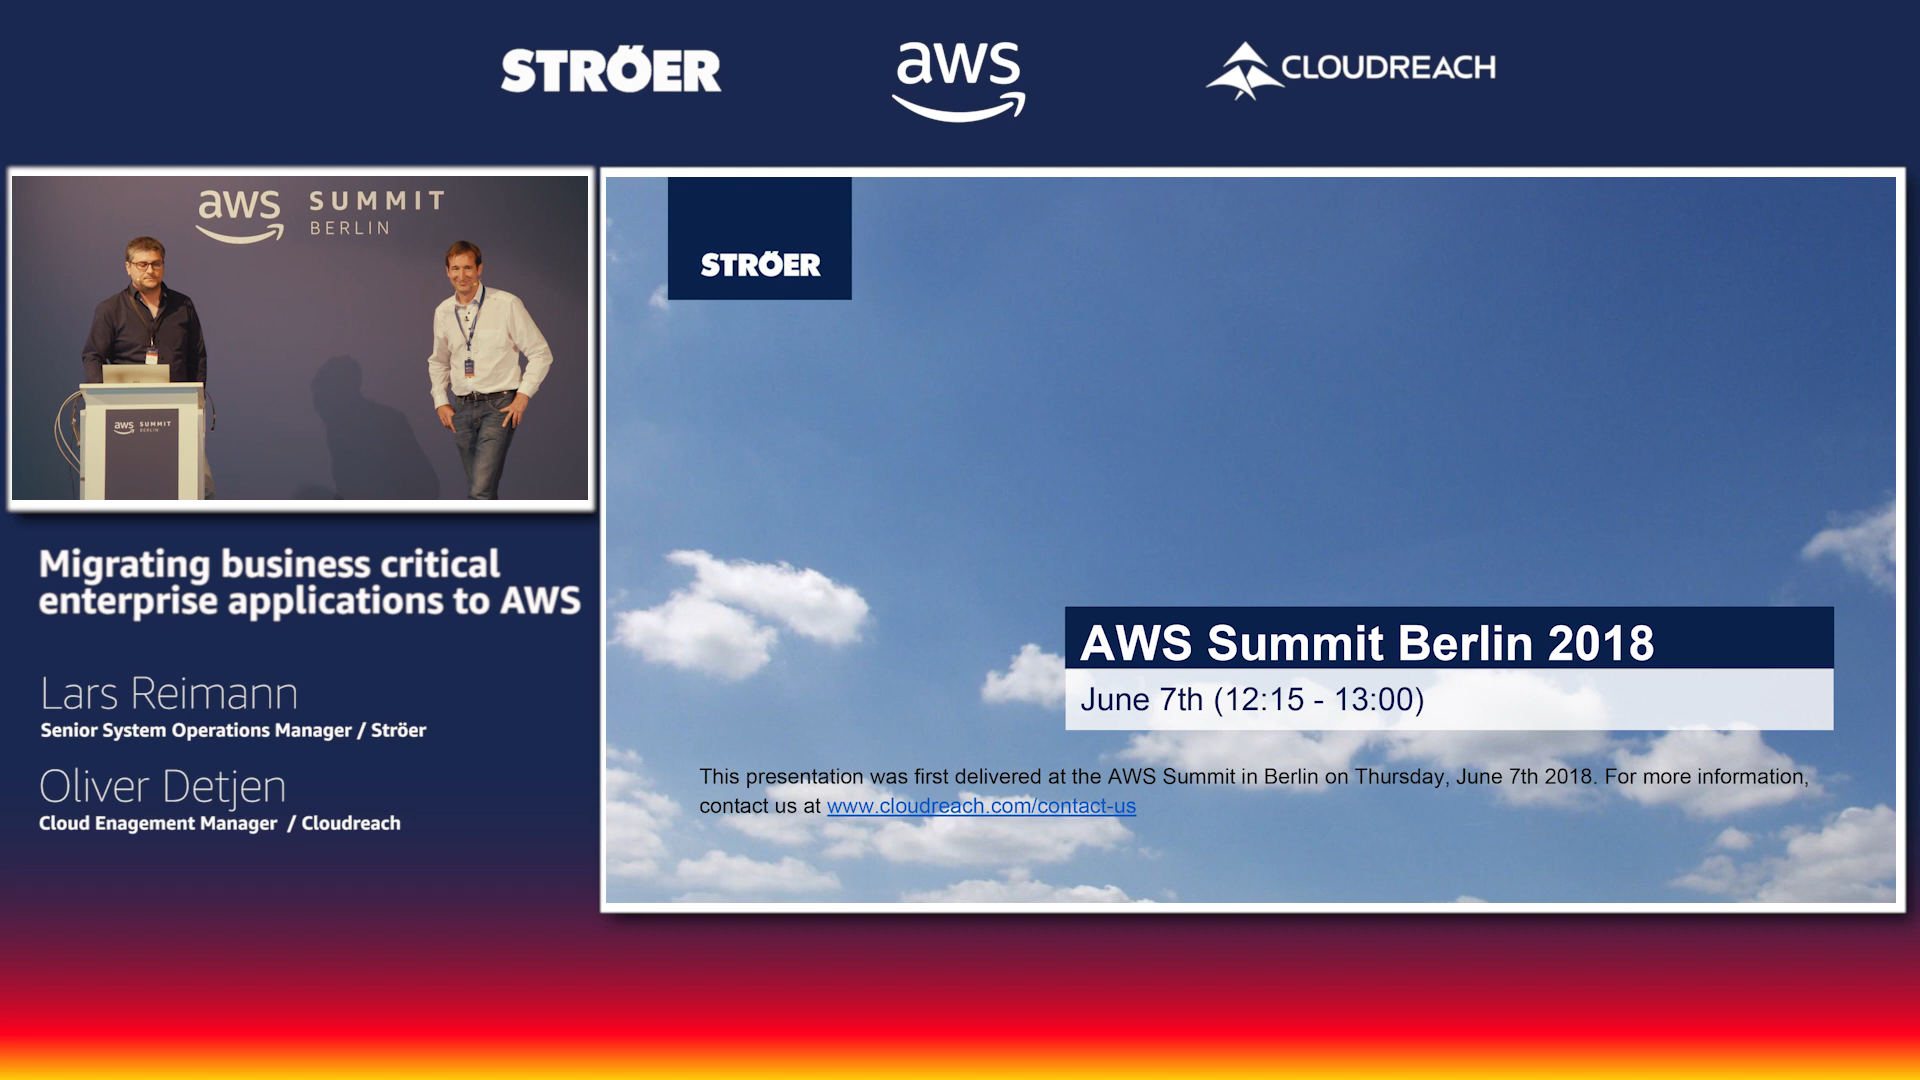 STRÖER
aws
CLOUDREACH
aws SUMMIT
BERLIN
aws SUMMIT
BERLIN
Migrating business critical
enterprise applications to AWS
Lars Reimann
Senior System Operations Manager / Ströer
Oliver Detjen
Cloud Enagement Manager / Cloudreach
STRÖER
AWS Summit Berlin 2018
June 7th (12:15 - 13:00)
This presentation was first delivered at the AWS Summit in Berlin on Thursday, June 7th 2018. For more information,
contact us at www.cloudreach.com/contact-us